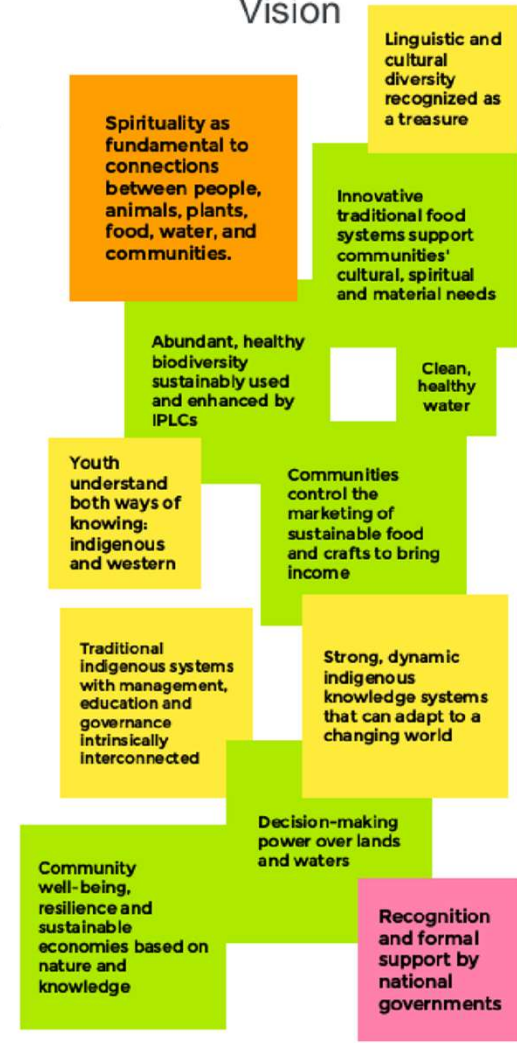 Vision
Linguistic and
cultural
diversity
recognized as
a treasure
Spirituality as
fundamental to
connections
between people,
animals, plants,
food, water, and
communities.
Innovative
traditional food
systems support
communities'
cultural, spiritual
and material needs
Abundant, healthy
biodiversity
sustainably used
and enhanced by
IPLCs
Clean,
healthy
water
Youth
understand
both ways of
knowing:
indigenous
and western
Communities
control the
marketing of
sustainable food
and crafts to bring
income
Traditional
indigenous systems
with management,
education and
governance
intrinsically
interconnected
Strong, dynamic
indigenous
knowledge systems
that can adapt to a
changing world
Decision-making
power over lands
and waters
Community
well-being,
resilience and
sustainable
economies based on
nature and
knowledge
Recognition
and formal
support by
national
governments